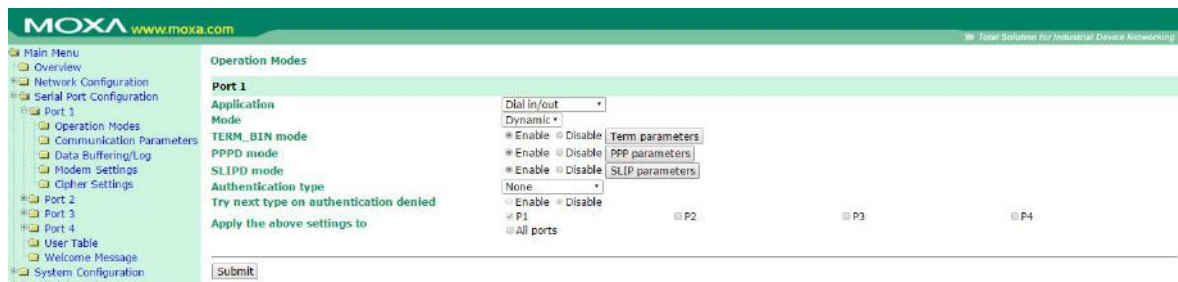 MOXA www.moxa.com
Total Solution for Industrial Device Networking
Main Menu
Overview
Network Configuration
Serial Port Configuration
Port 1
Operation Modes
Communication Parameters
Data Buffering/Log
Modem Settings
Cipher Settings
Port 2
Port 3
Port 4
User Table
Welcome Message
System Configuration
Operation Modes
Port 1
Application Dial in/out
Mode Dynamic
TERM_BIN mode Enable Disable Term parameters
PPPD mode Enable Disable PPP parameters
SLIPD mode Enable Disable SLIP parameters
Authentication type None
Try next type on authentication denied Enable Disable
Apply the above settings to P1 P2 P3 P4
All ports
Submit